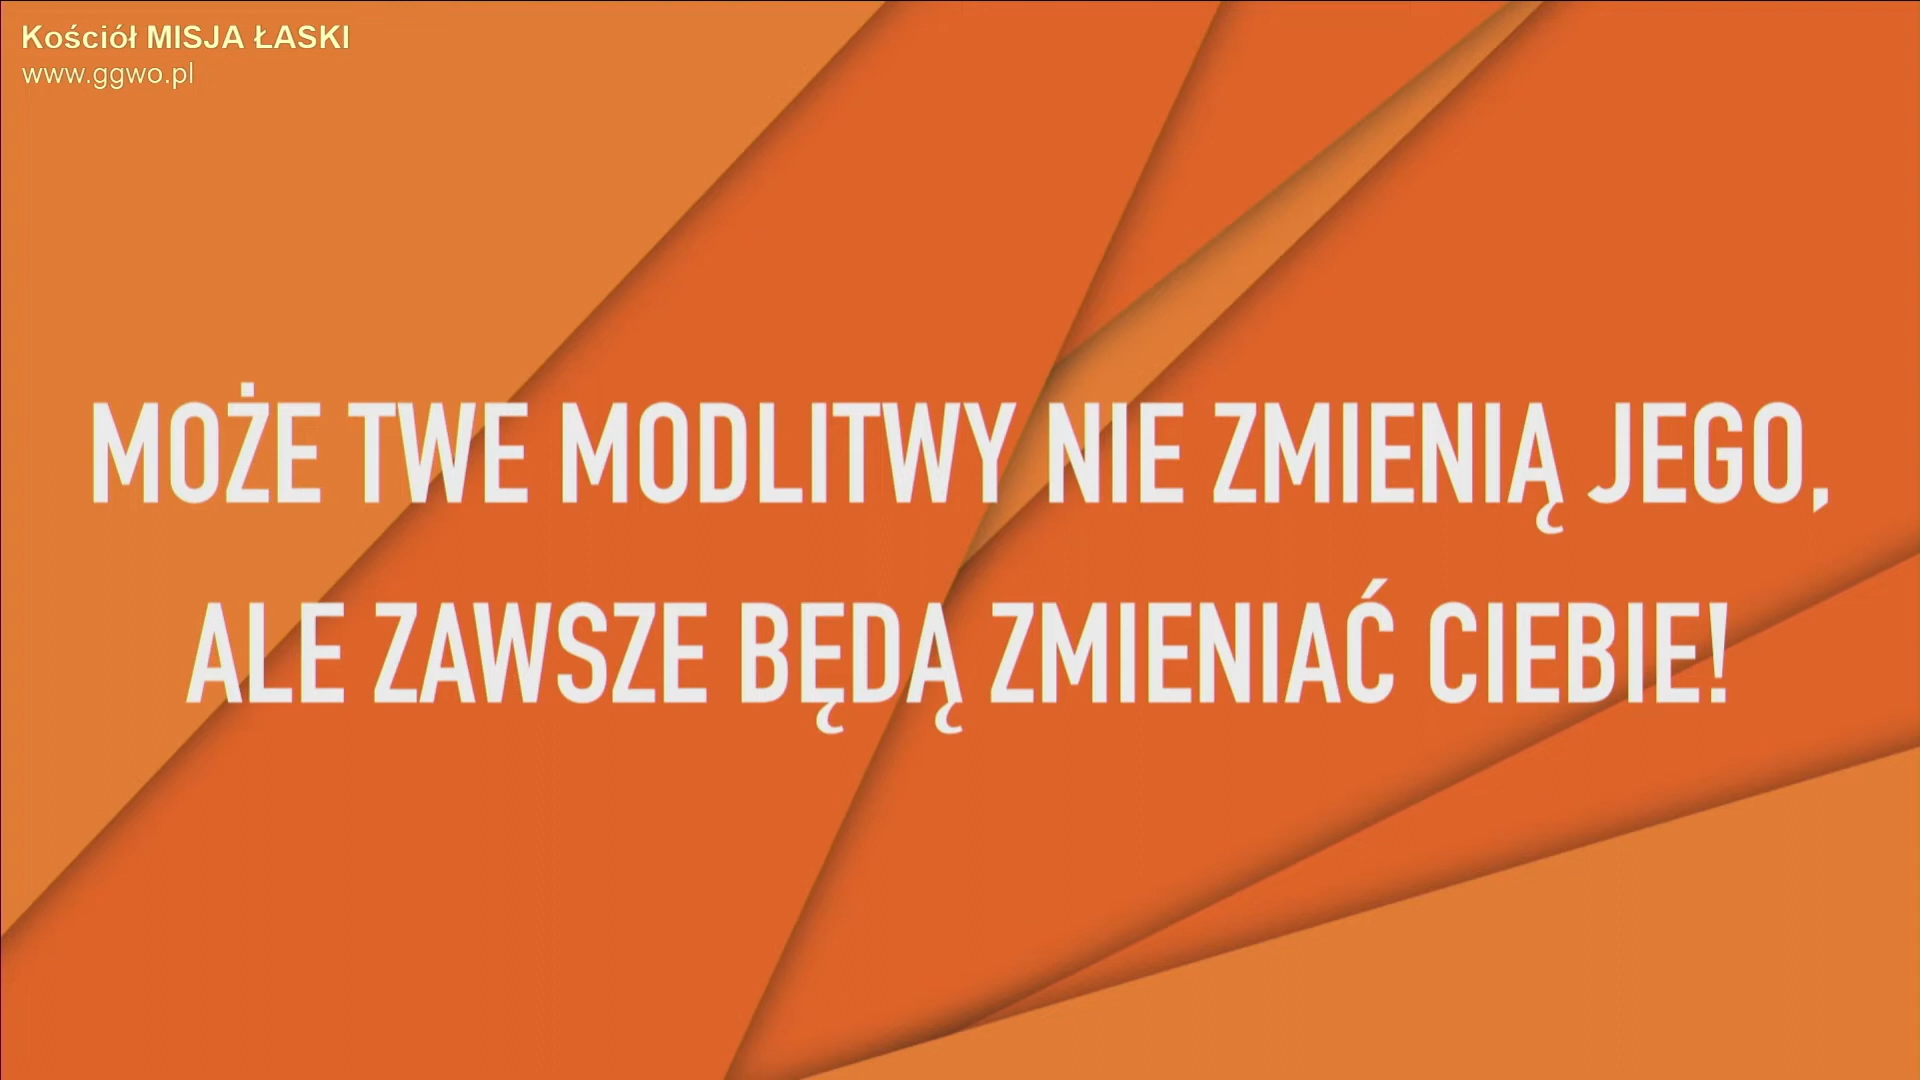 Kościół MISJA ŁASKI
www.ggwo.pl
MOŻE TWE MODLITWY NIE ZMIENIĄ JEGO,
ALE ZAWSZE BĘDĄ ZMIENIAĆ CIEBIE!